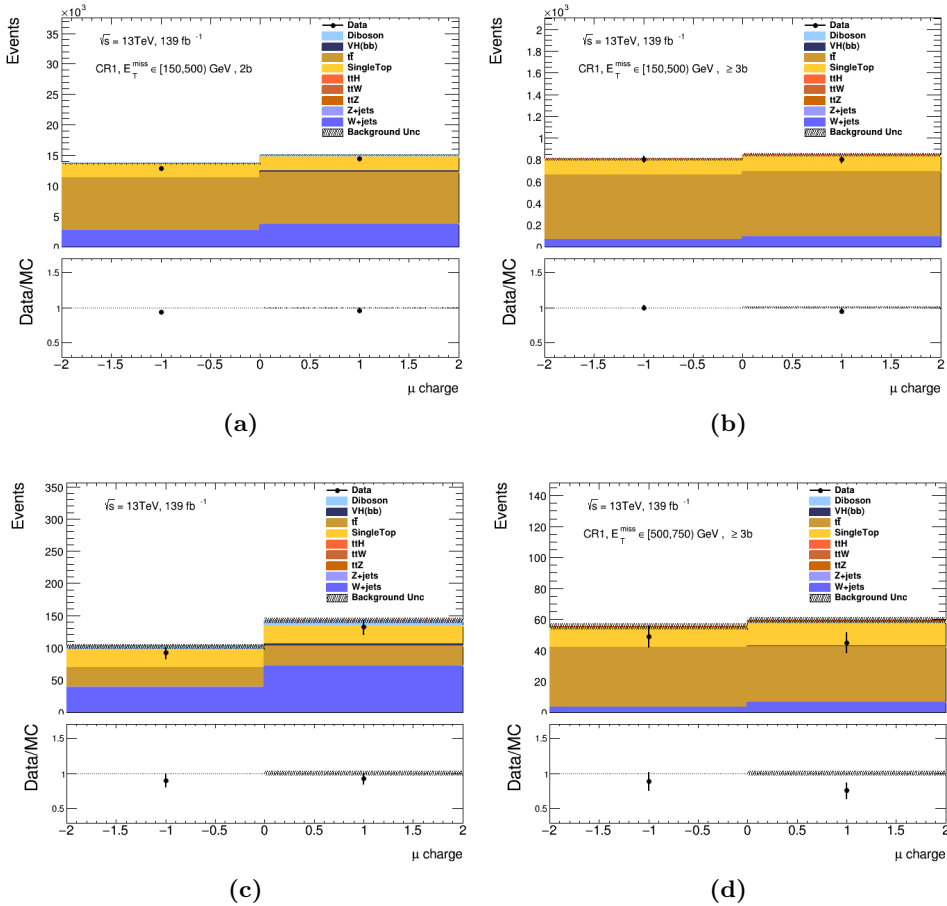 ×10³
Events
35
30
25
20
15
10
5
0
√s = 13TeV, 139 fb⁻¹
CR1, E_T^miss ∈ [150,500) GeV , 2b
Data
Diboson
VH(bb)
tt̄
SingleTop
ttH
ttW
ttZ
Z+jets
W+jets
Background Unc
Data/MC
1.5
1
0.5
−2 −1.5 −1 −0.5 0 0.5 1 1.5 2
μ charge
(a)
×10³
Events
2
1.8
1.6
1.4
1.2
1
0.8
0.6
0.4
0.2
0
√s = 13TeV, 139 fb⁻¹
CR1, E_T^miss ∈ [150,500) GeV , ≥ 3b
Data
Diboson
VH(bb)
tt̄
SingleTop
ttH
ttW
ttZ
Z+jets
W+jets
Background Unc
Data/MC
1.5
1
0.5
−2 −1.5 −1 −0.5 0 0.5 1 1.5 2
μ charge
(b)
Events
350
300
250
200
150
100
50
0
√s = 13TeV, 139 fb⁻¹
Data
Diboson
VH(bb)
tt̄
SingleTop
ttH
ttW
ttZ
Z+jets
W+jets
Background Unc
Data/MC
1.5
1
0.5
−2 −1.5 −1 −0.5 0 0.5 1 1.5 2
μ charge
(c)
Events
140
120
100
80
60
40
20
0
√s = 13TeV, 139 fb⁻¹
CR1, E_T^miss ∈ [500,750) GeV , ≥ 3b
Data
Diboson
VH(bb)
tt̄
SingleTop
ttH
ttW
ttZ
Z+jets
W+jets
Background Unc
Data/MC
1.5
1
0.5
−2 −1.5 −1 −0.5 0 0.5 1 1.5 2
μ charge
(d)